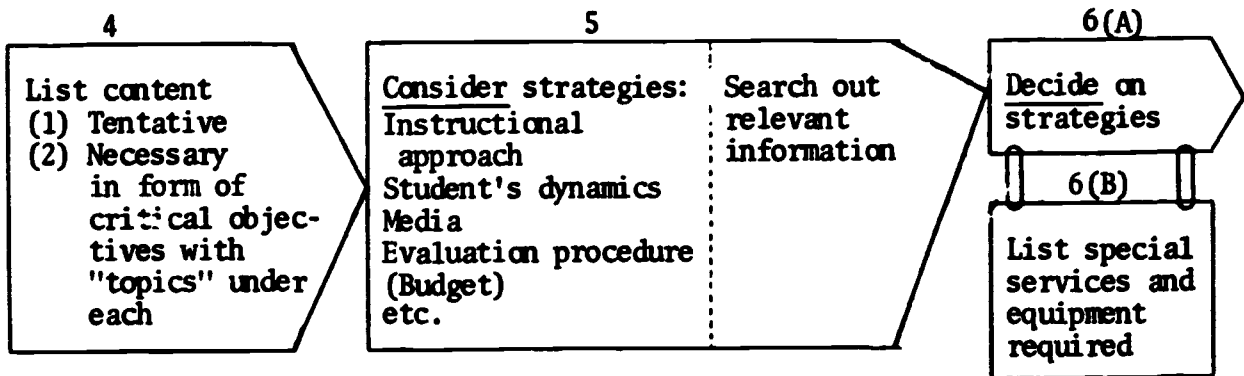 4
List content
(1) Tentative
(2) Necessary
in form of
critical objec-
tives with
"topics" under
each
5
Consider strategies:
Instructional
approach
Student's dynamics
Media
Evaluation procedure
(Budget)
etc.
Search out
relevant
information
6(A)
Decide on
strategies
6(B)
List special
services and
equipment
required